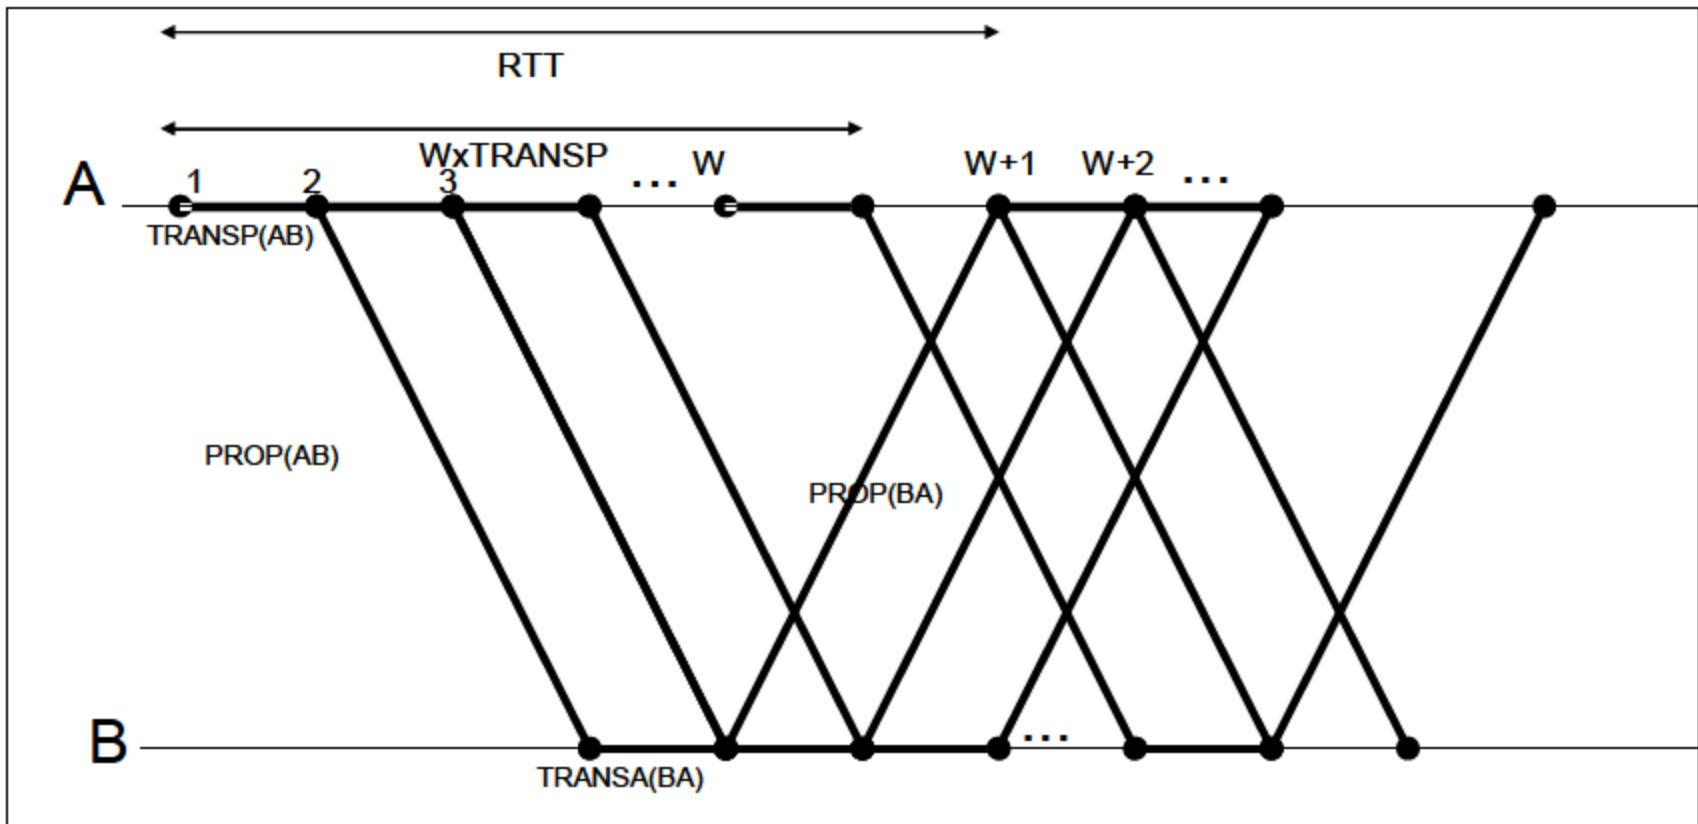 RTT
WxTRANSP
A
1
2
3
... W
W+1
W+2 ...
TRANSP(AB)
PROP(AB)
PROP(BA)
B
...
TRANSA(BA)